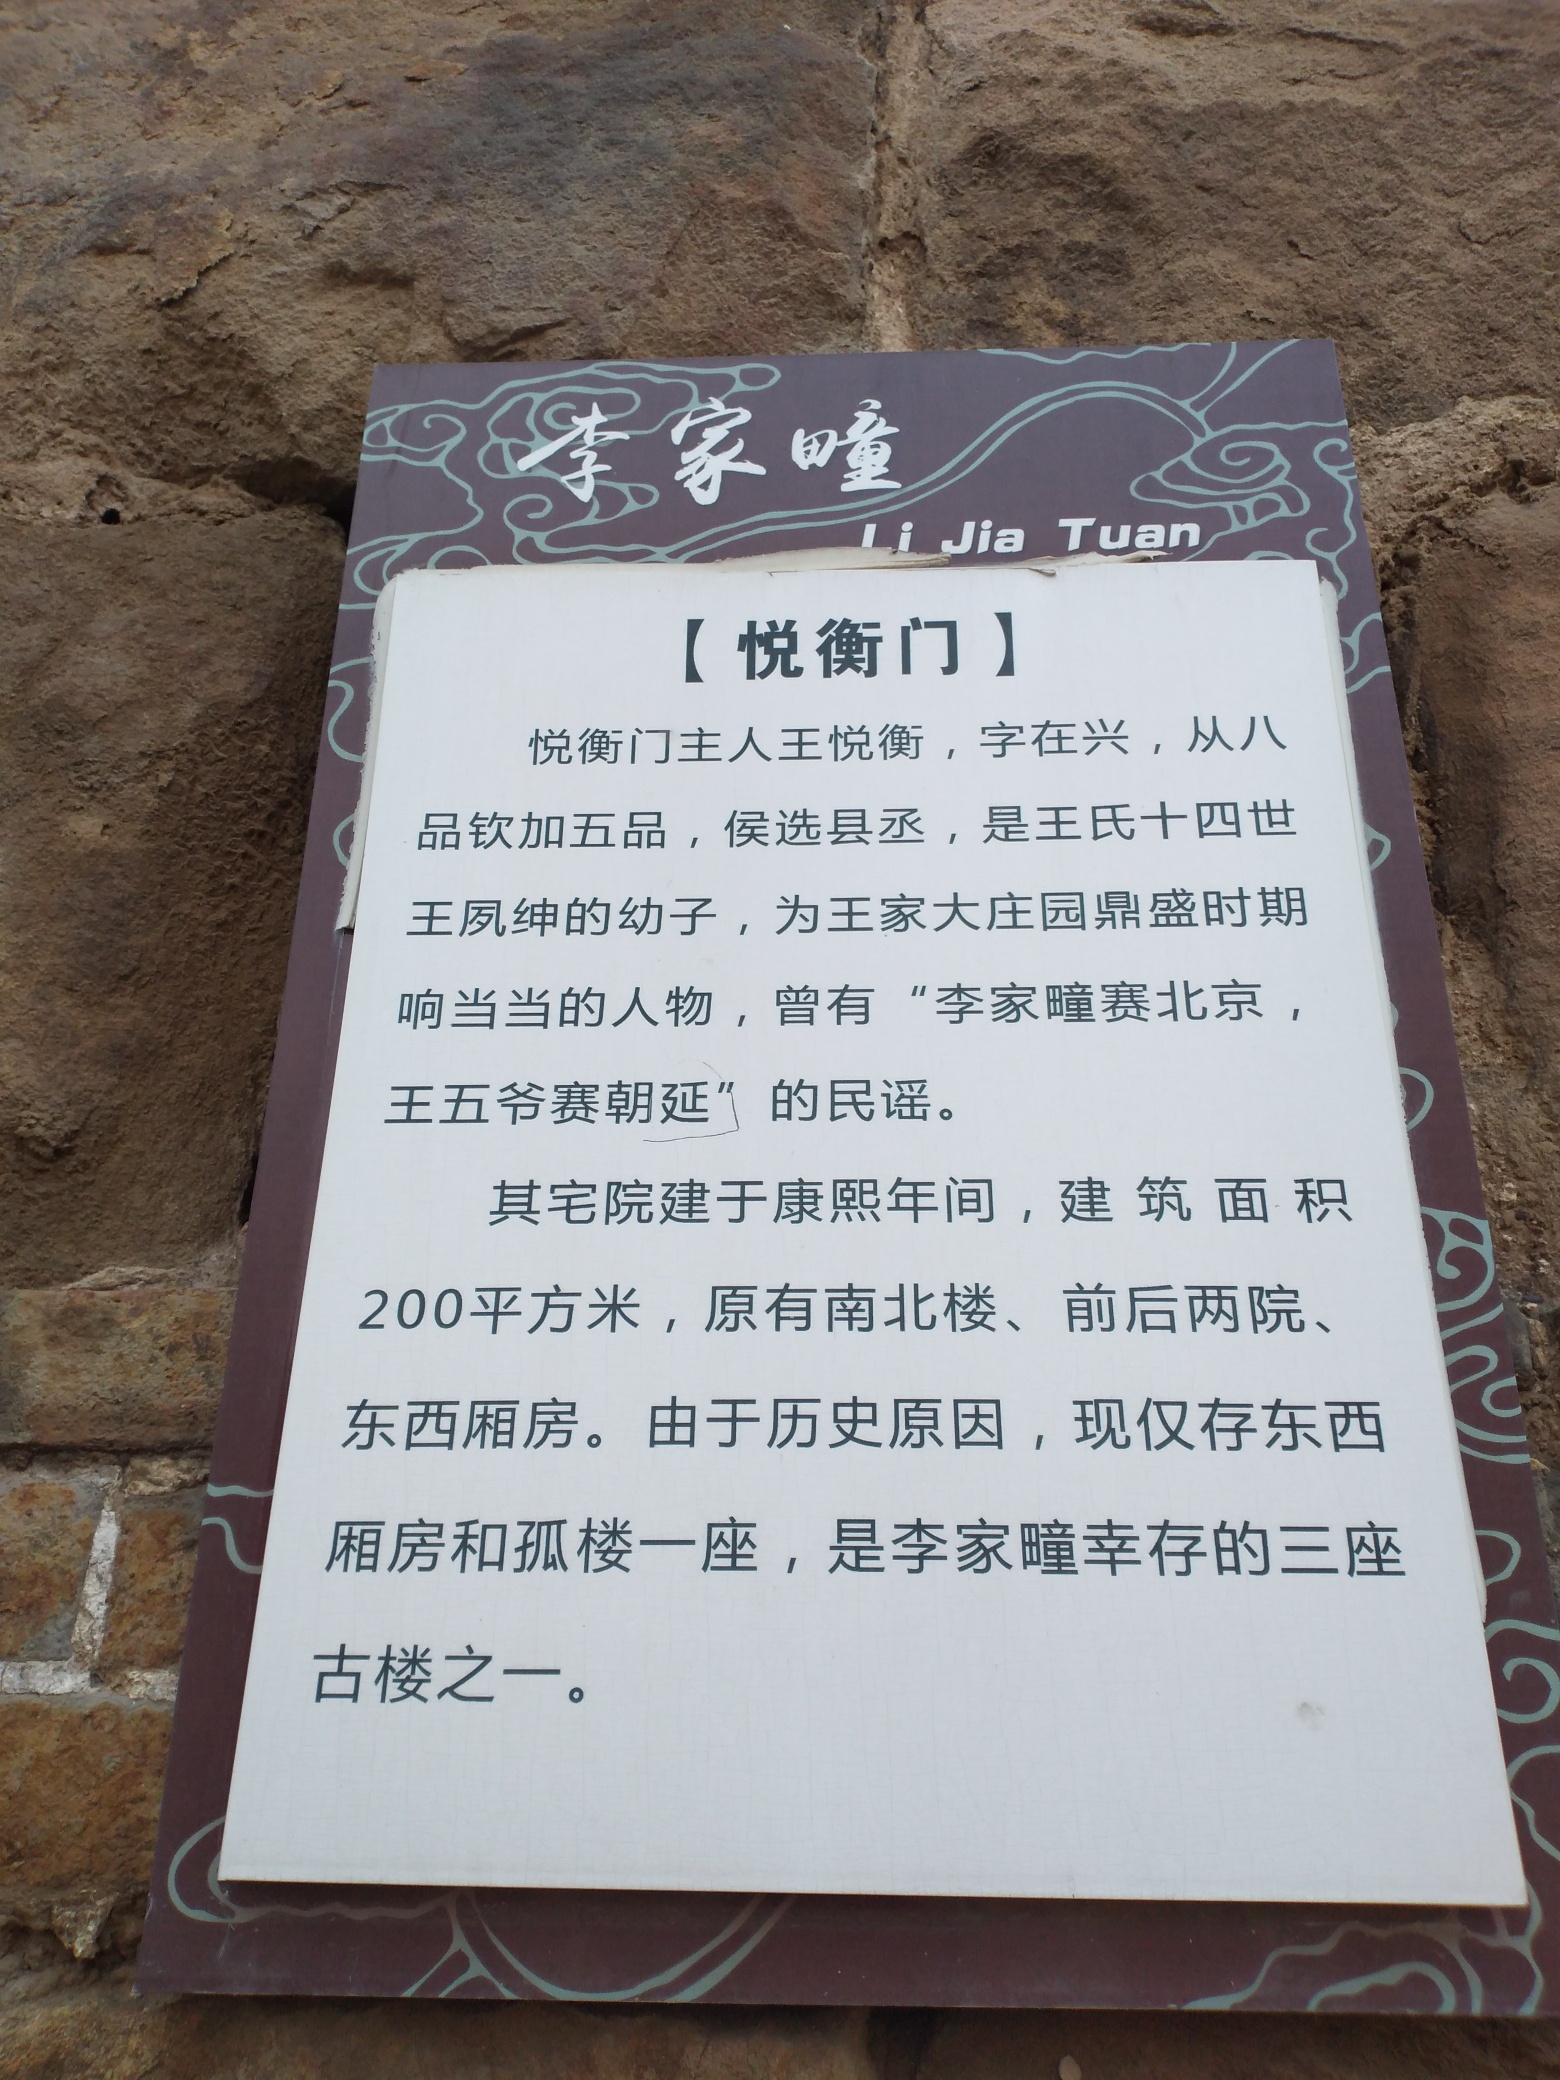 李家疃
Li Jia Tuan
【悦衡门】
悦衡门主人王悦衡，字在兴，从八
品钦加五品，侯选县丞，是王氏十四世
王夙绅的幼子，为王家大庄园鼎盛时期
响当当的人物，曾有“李家疃赛北京，
王五爷赛朝延”的民谣。
其宅院建于康熙年间，建筑面积
200平方米，原有南北楼、前后两院、
东西厢房。由于历史原因，现仅存东西
厢房和孤楼一座，是李家疃幸存的三座
古楼之一。